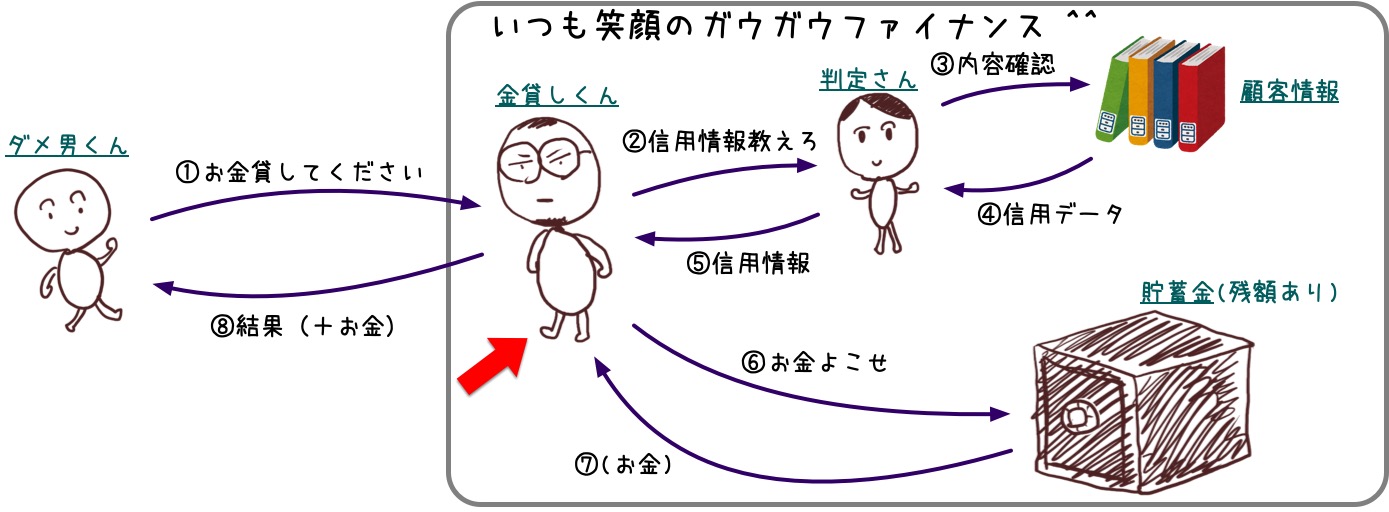 いつも笑顔のガウガウファイナンス ^^
ダメ男くん
①お金貸してください
金貸しくん
②信用情報教えろ
判定さん
③内容確認
顧客情報
④信用データ
⑤信用情報
⑧結果（＋お金）
貯蓄金(残額あり)
⑥お金よこせ
⑦(お金)